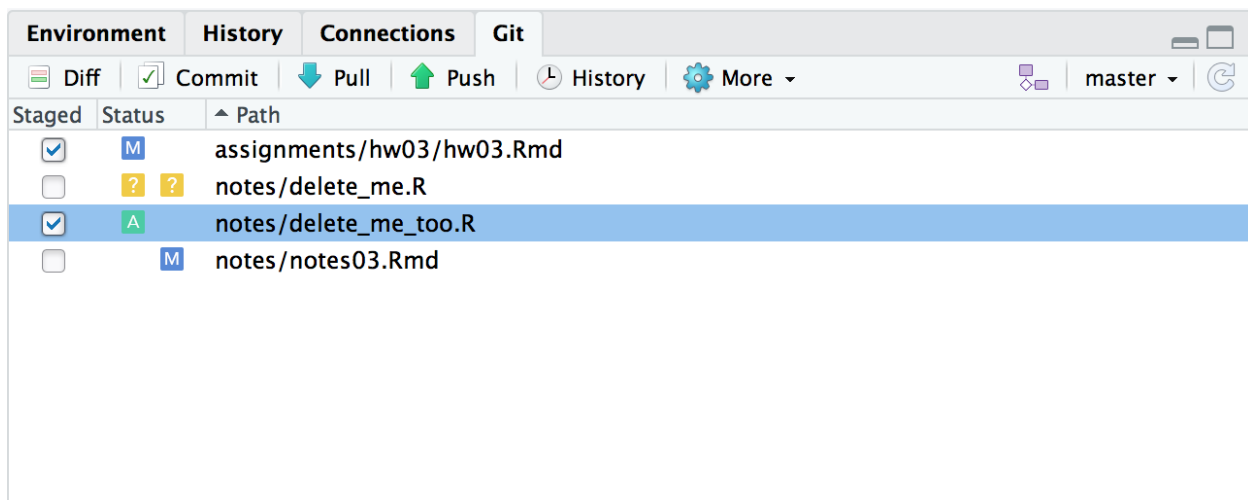 Environment History Connections Git
Diff Commit Pull Push History More master
Staged Status Path
M assignments/hw03/hw03.Rmd
? ? notes/delete_me.R
A notes/delete_me_too.R
M notes/notes03.Rmd